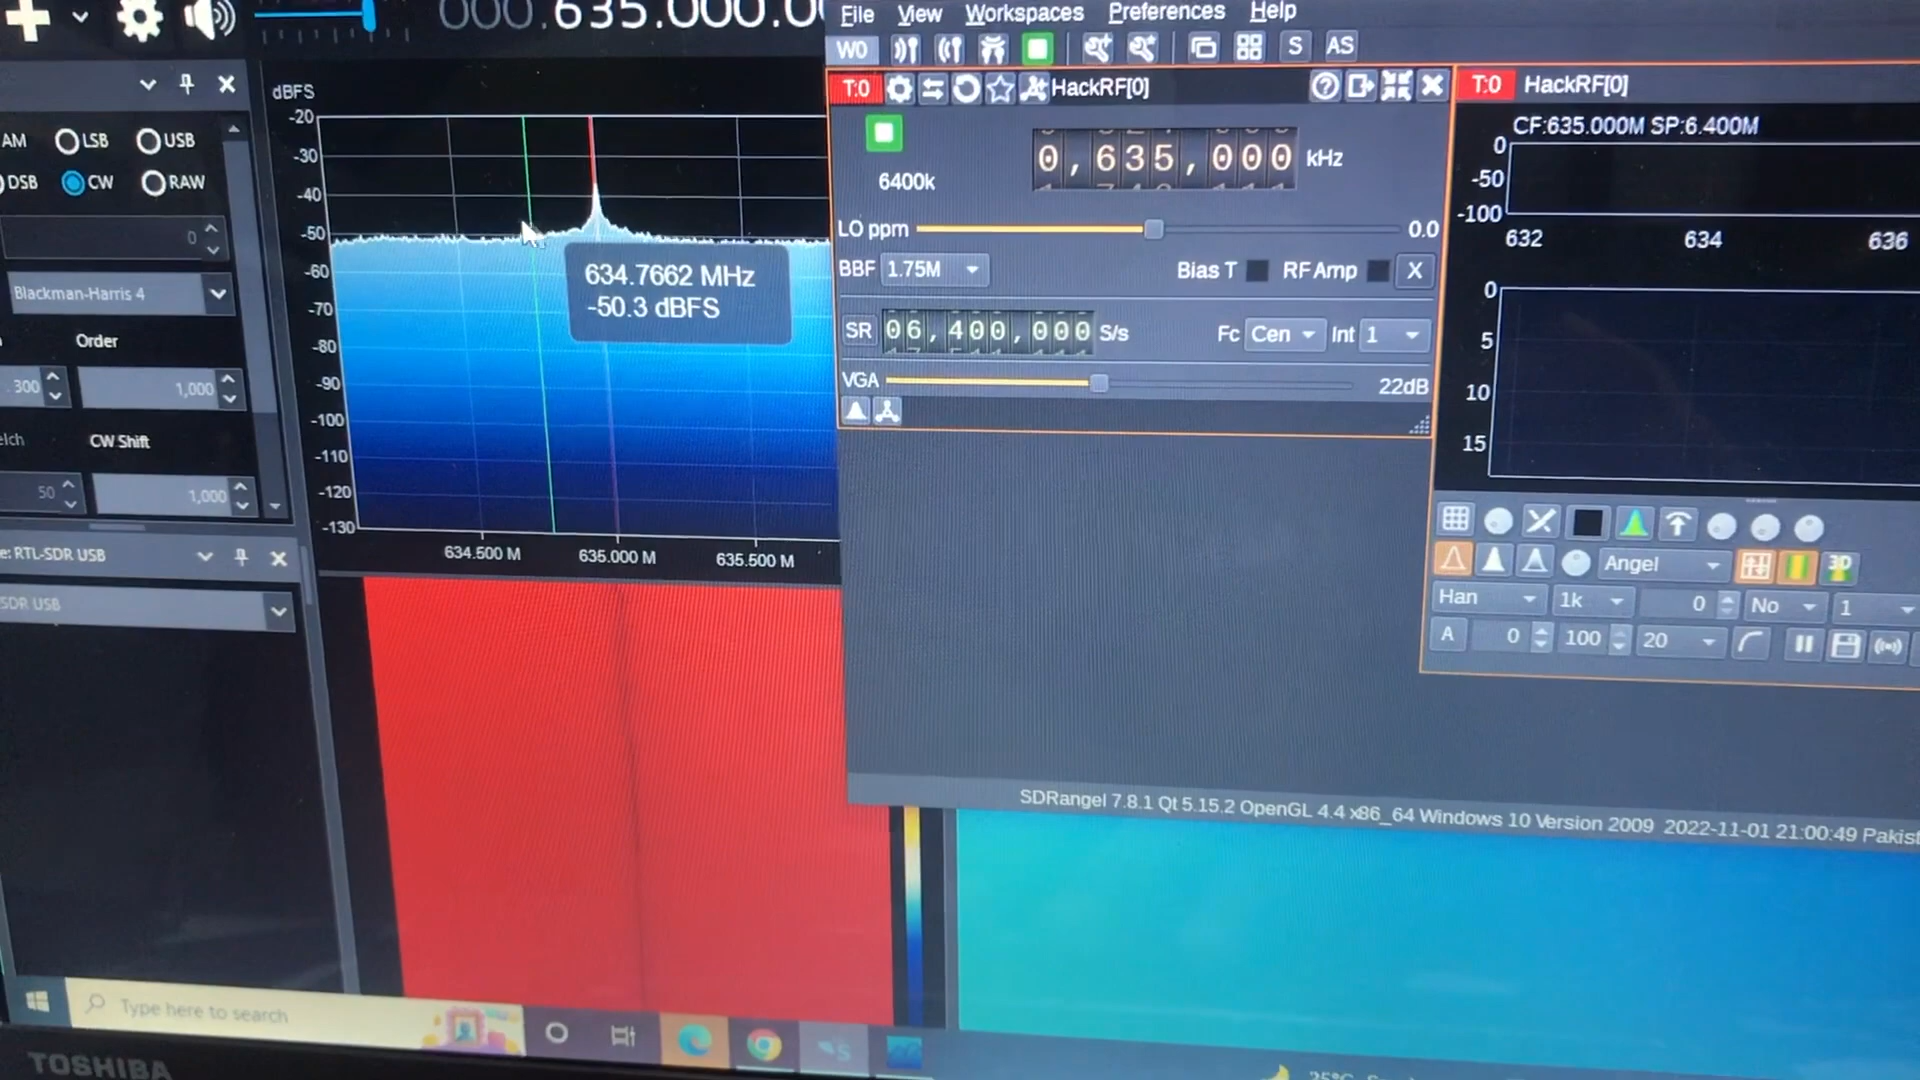 000.635.000.0
dBFS
-20
-30
-40
-50
-60
-70
-80
-90
-100
-110
-120
-130
634.7662 MHz
-50.3 dBFS
634.500 M
635.000 M
635.500 M
AM
LSB
USB
DSB
CW
RAW
0
Blackman-Harris 4
Order
300
1,000
CW Shift
50
1,000
e: RTL-SDR USB
SDR USB
File View Workspaces Preferences Help
W0
S
AS
T:0
HackRF[0]
6400k
0,635,000 kHz
LO ppm
0.0
BBF
1.75M
Bias T
RF Amp
X
SR
06,400,000 S/s
Fc
Cen
Int
1
VGA
22dB
T:0
HackRF[0]
CF:635.000M SP:6.400M
0
-50
-100
632
634
636
0
5
10
15
Angel
3D
Han
1k
0
No
1
A
0
100
20
SDRangel 7.8.1 Qt 5.15.2 OpenGL 4.4 x86_64 Windows 10 Version 2009 2022-11-01 21:00:49 Pakist
Type here to search
25°C
TOSHIBA